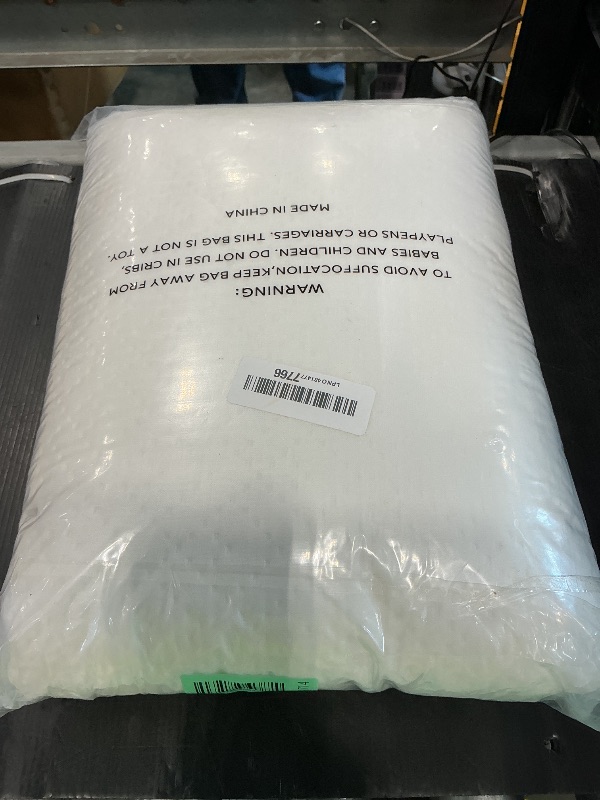 WARNING:
TO AVOID SUFFOCATION,KEEP BAG AWAY FROM
BABIES AND CHILDREN. DO NOT USE IN CRIBS,
PLAYPENS OR CARRIAGES. THIS BAG IS NOT A TOY.
MADE IN CHINA
7766